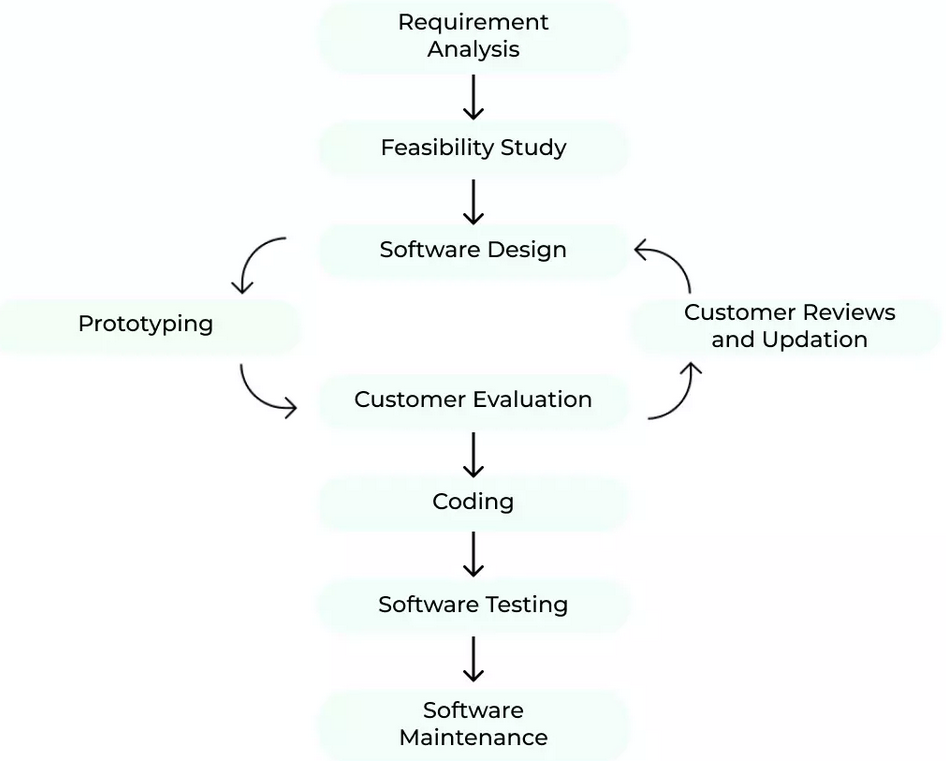 Requirement
Analysis
Feasibility Study
Software Design
Prototyping
Customer Reviews
and Updation
Customer Evaluation
Coding
Software Testing
Software
Maintenance